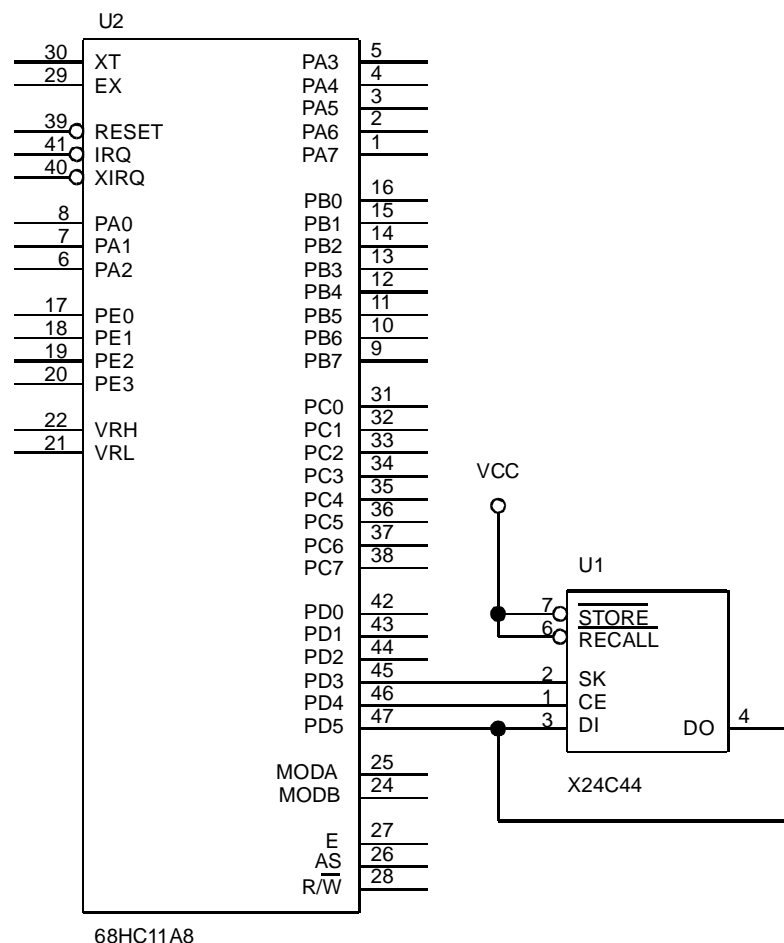 U2
30 XT PA3 5
29 EX PA4 4
PA5 3
39 RESET PA6 2
41 IRQ PA7 1
40 XIRQ
PB0 16
8 PA0 PB1 15
7 PA1 PB2 14
6 PA2 PB3 13
PB4 12
17 PE0 PB5 11
18 PE1 PB6 10
19 PE2 PB7 9
20 PE3
PC0 31
22 VRH PC1 32
21 VRL PC2 33
PC3 34
VCC
PC4 35
PC5 36
PC6 37
PC7 38
U1
PD0 42 7 STORE
PD1 43 6 RECALL
PD2 44
PD3 45 2 SK
PD4 46 1 CE
PD5 47 3 DI DO 4
MODA 25
MODB 24 X24C44
E 27
AS 26
R/W 28
68HC11A8